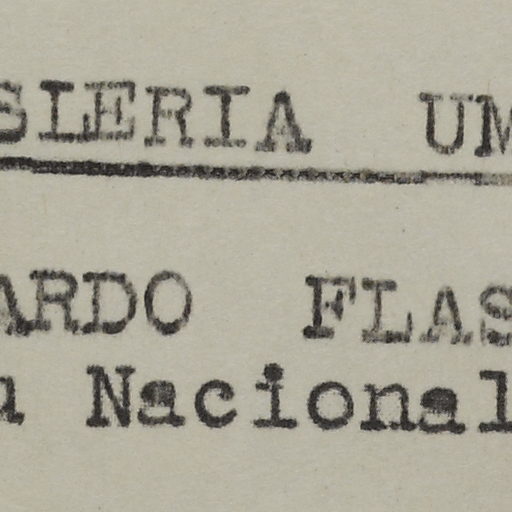 SLERIA UM
ARDO FLAS
u Nacional